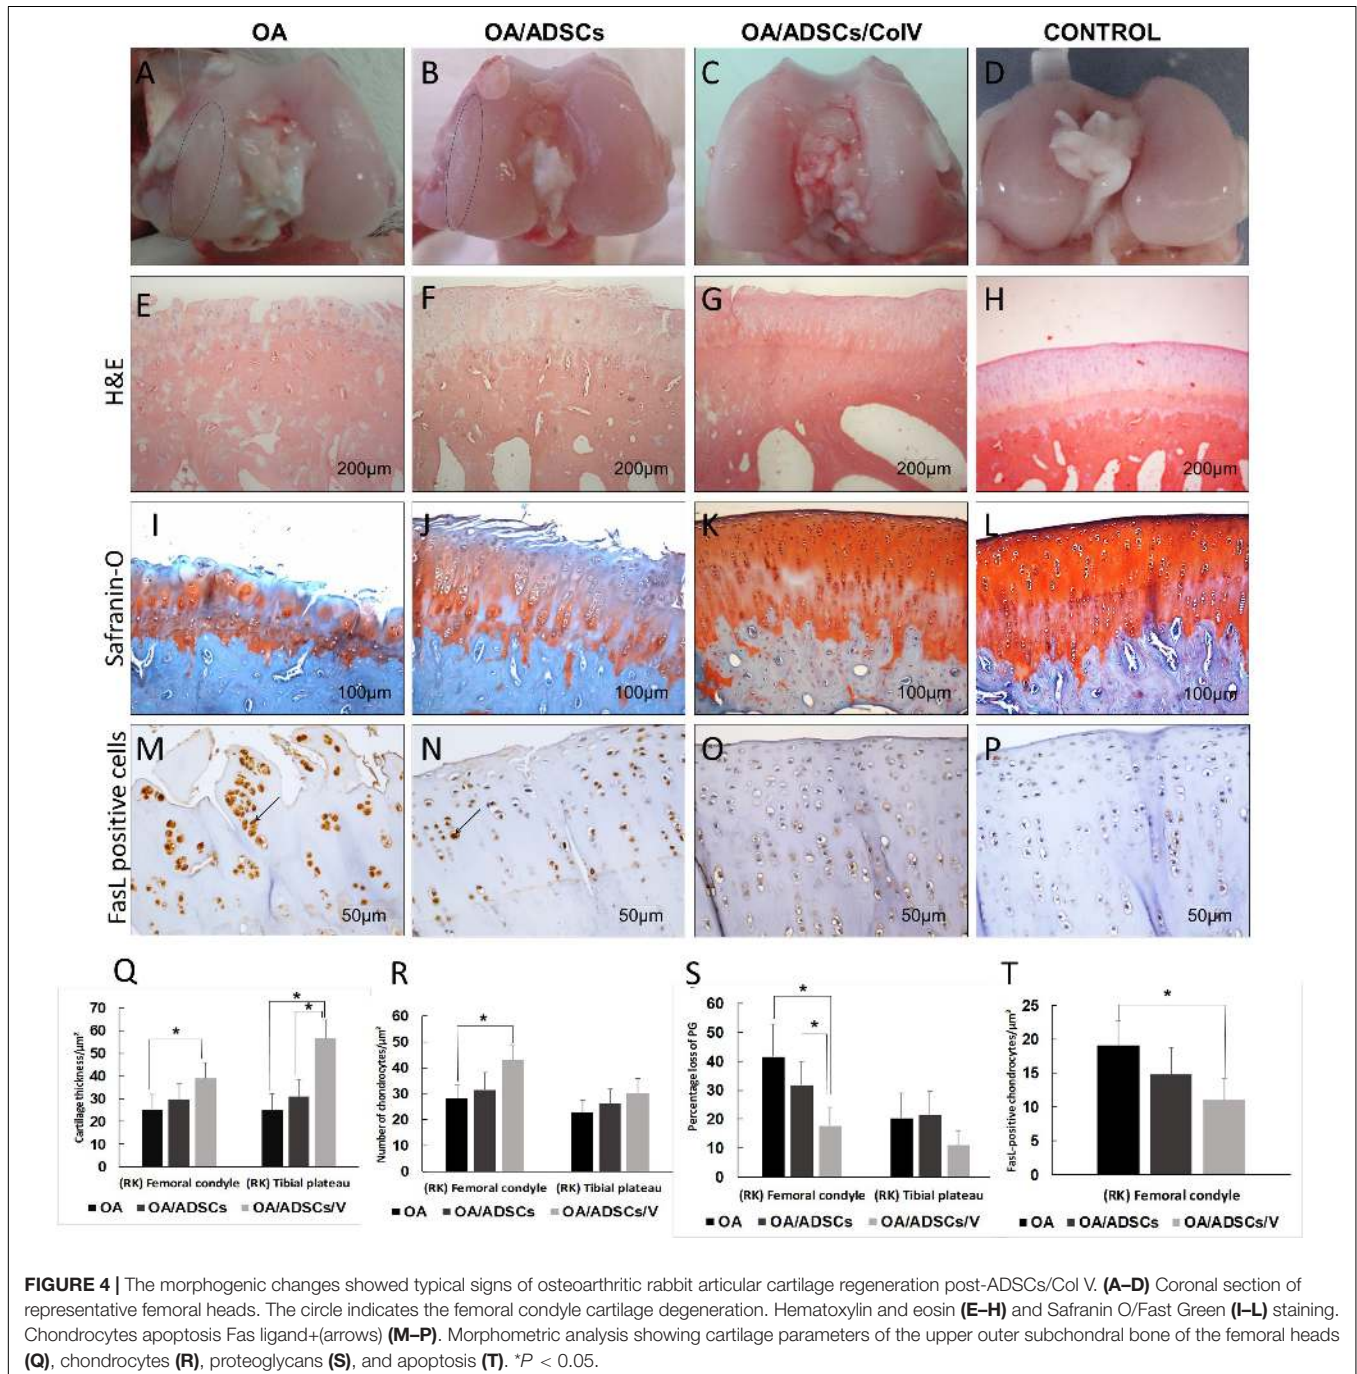 OA
OA/ADSCs
OA/ADSCs/ColV
CONTROL
A
B
C
D
H&E
E
F
G
H
200µm
200µm
200µm
200µm
Safranin-O
I
J
K
L
100µm
100µm
100µm
100µm
FasL positive cells
M
N
O
P
50µm
50µm
50µm
50µm
Q
Cartilage thickness/µm²
70
60
50
40
30
20
10
0
*
*
*
(RK) Femoral condyle
(RK) Tibial plateau
OA
OA/ADSCs
OA/ADSCs/V
R
Number of chondrocytes/µm²
60
50
40
30
20
10
0
*
(RK) Femoral condyle
(RK) Tibial plateau
OA
OA/ADSCs
OA/ADSCs/V
S
Percentage loss of PG
60
50
40
30
20
10
0
*
*
(RK) Femoral condyle
(RK) Tibial plateau
OA
OA/ADSCs
OA/ADSCs/V
T
FasL-positive chondrocytes/µm²
25
20
15
10
5
0
*
(RK) Femoral condyle
OA
OA/ADSCs
OA/ADSCs/V
FIGURE 4 | The morphogenic changes showed typical signs of osteoarthritic rabbit articular cartilage regeneration post-ADSCs/Col V. (A–D) Coronal section of
representative femoral heads. The circle indicates the femoral condyle cartilage degeneration. Hematoxylin and eosin (E–H) and Safranin O/Fast Green (I–L) staining.
Chondrocytes apoptosis Fas ligand+(arrows) (M–P). Morphometric analysis showing cartilage parameters of the upper outer subchondral bone of the femoral heads
(Q), chondrocytes (R), proteoglycans (S), and apoptosis (T). *P < 0.05.